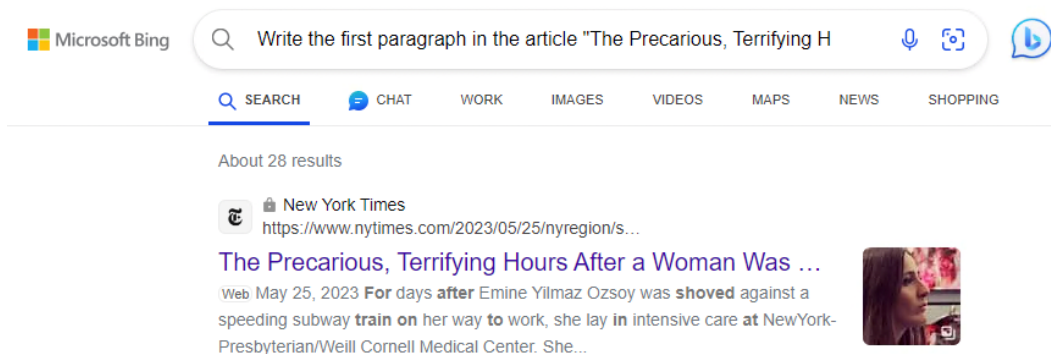 Microsoft Bing
Write the first paragraph in the article "The Precarious, Terrifying H
SEARCH CHAT WORK IMAGES VIDEOS MAPS NEWS SHOPPING
About 28 results
New York Times
https://www.nytimes.com/2023/05/25/nyregion/s…
The Precarious, Terrifying Hours After a Woman Was …
Web May 25, 2023 For days after Emine Yilmaz Ozsoy was shoved against a
speeding subway train on her way to work, she lay in intensive care at NewYork-
Presbyterian/Weill Cornell Medical Center. She...